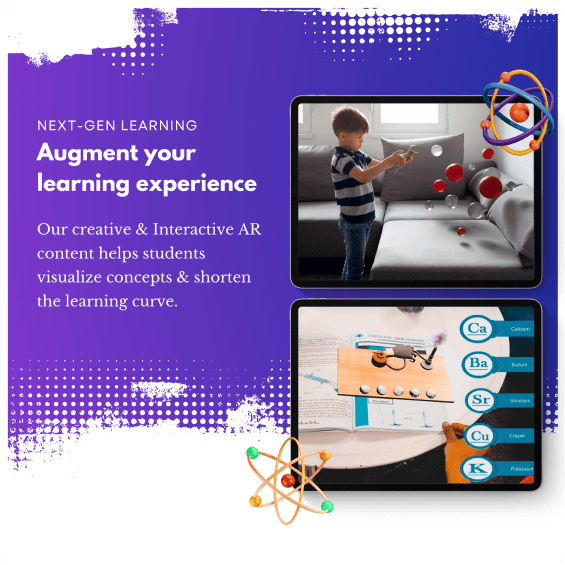 NEXT-GEN LEARNING
Augment your
learning experience
Our creative & Interactive AR
content helps students
visualize concepts & shorten
the learning curve.
Ca Calcium
Ba Barium
Sr Strontium
Cu Copper
K Potassium